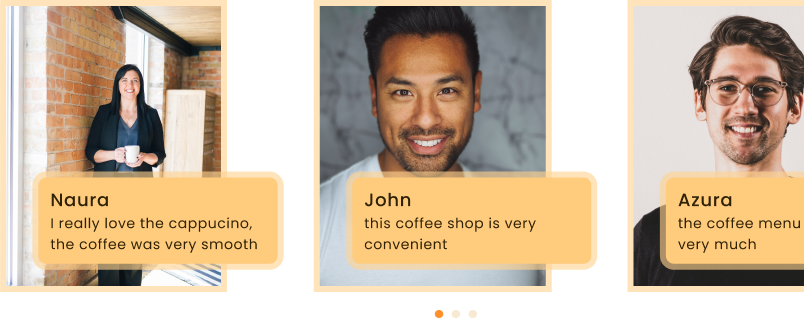 Naura
I really love the cappucino,
the coffee was very smooth
John
this coffee shop is very
convenient
Azura
the coffee menu
very much